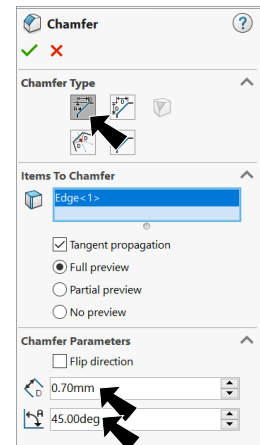 Chamfer
Chamfer Type
Items To Chamfer
Edge<1>
Tangent propagation
Full preview
Partial preview
No preview
Chamfer Parameters
Flip direction
0.70mm
45.00deg